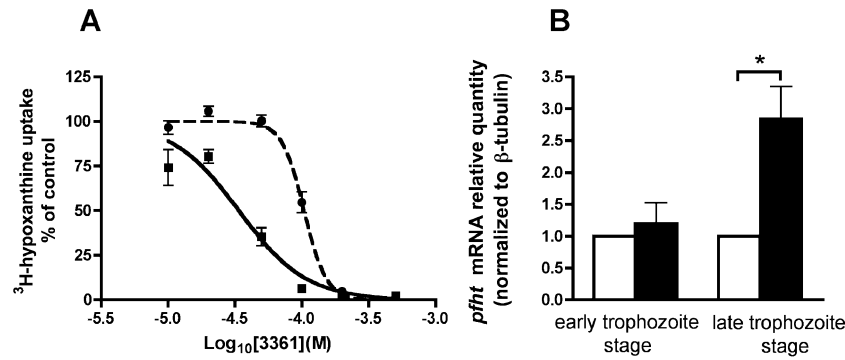 A
B
³H-hypoxanthine uptake
% of control
125
100
75
50
25
0
-5.5
-5.0
-4.5
-4.0
-3.5
-3.0
Log₁₀[3361](M)
pfht mRNA relative quantity
(normalized to β-tubulin)
3.5
3.0
2.5
2.0
1.5
1.0
0.5
0.0
*
early trophozoite
stage
late trophozoite
stage